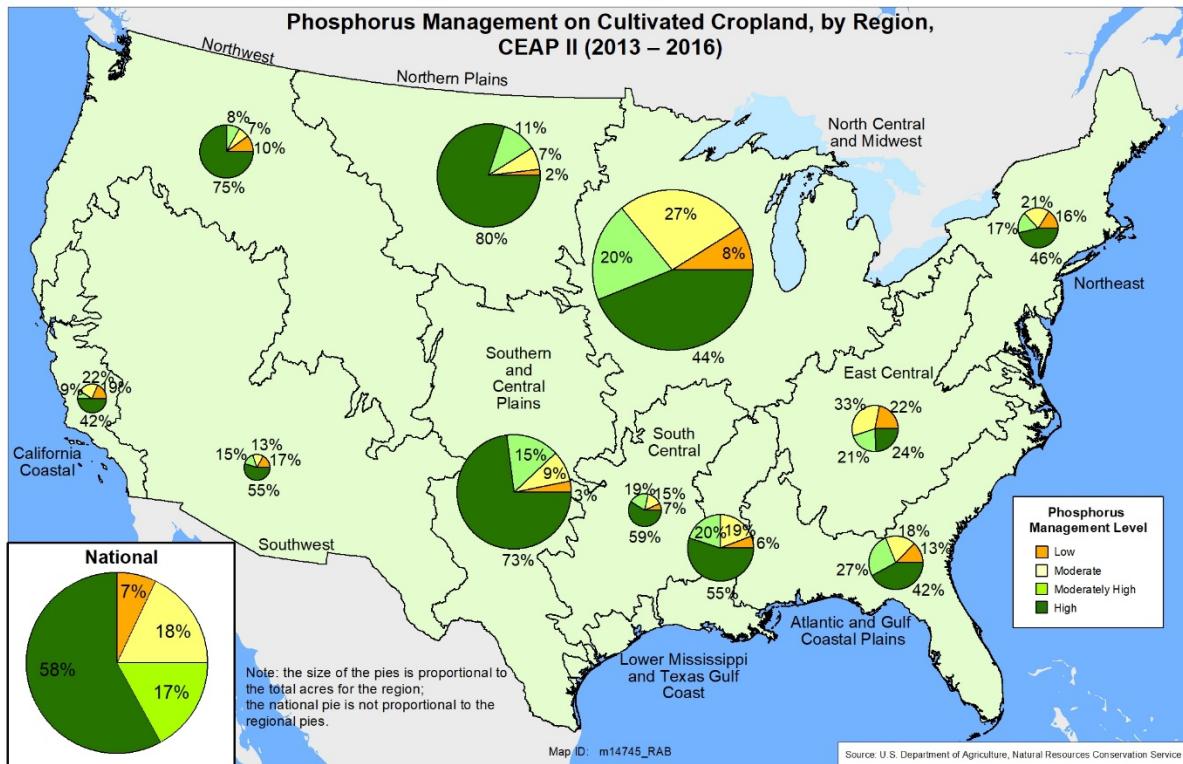 Phosphorus Management on Cultivated Cropland, by Region,
CEAP II (2013 – 2016)
Northwest
Northern Plains
North Central
and Midwest
8%
7%
10%
75%
11%
7%
2%
80%
27%
20%
8%
44%
21%
17%
16%
46%
Northeast
Southern
and
Central
Plains
15%
9%
3%
73%
22%
9%
9%
42%
California
Coastal
13%
15%
17%
55%
Southwest
East Central
33%
22%
21%
24%
South
Central
19%
15%
7%
59%
20%
19%
6%
55%
Lower Mississippi
and Texas Gulf
Coast
18%
13%
27%
42%
Atlantic and Gulf
Coastal Plains
Phosphorus
Management Level
Low
Moderate
Moderately High
High
National
7%
18%
17%
58%
Note: the size of the pies is proportional to
the total acres for the region;
the national pie is not proportional to the
regional pies.
Map ID: m14745_RAB
Source: U.S. Department of Agriculture, Natural Resources Conservation Service